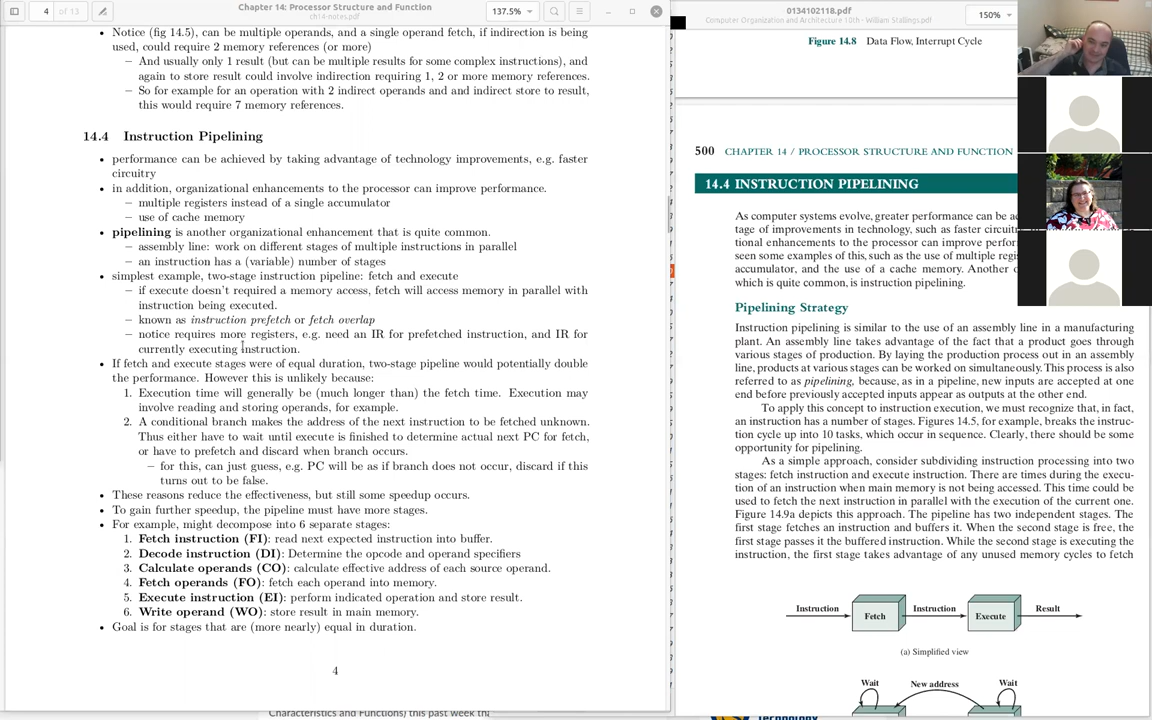 4 of 13
Chapter 14: Processor Structure and Function
ch14-notes.pdf
137.5%
Notice (fig 14.5), can be multiple operands, and a single operand fetch, if indirection is being
used, could require 2 memory references (or more)
– And usually only 1 result (but can be multiple results for some complex instructions), and
again to store result could involve indirection requiring 1, 2 or more memory references.
– So for example for an operation with 2 indirect operands and and indirect store to result,
this would require 7 memory references.
14.4 Instruction Pipelining
• performance can be achieved by taking advantage of technology improvements, e.g. faster
circuitry
• in addition, organizational enhancements to the processor can improve performance.
– multiple registers instead of a single accumulator
– use of cache memory
• pipelining is another organizational enhancement that is quite common.
– assembly line: work on different stages of multiple instructions in parallel
– an instruction has a (variable) number of stages
• simplest example, two-stage instruction pipeline: fetch and execute
– if execute doesn't required a memory access, fetch will access memory in parallel with
instruction being executed.
– known as instruction prefetch or fetch overlap
– notice requires more registers, e.g. need an IR for prefetched instruction, and IR for
currently executing instruction.
• If fetch and execute stages were of equal duration, two-stage pipeline would potentially double
the performance. However this is unlikely because:
1. Execution time will generally be (much longer than) the fetch time. Execution may
involve reading and storing operands, for example.
2. A conditional branch makes the address of the next instruction to be fetched unknown.
Thus either have to wait until execute is finished to determine actual next PC for fetch,
or have to prefetch and discard when branch occurs.
– for this, can just guess, e.g. PC will be as if branch does not occur, discard if this
turns out to be false.
• These reasons reduce the effectiveness, but still some speedup occurs.
• To gain further speedup, the pipeline must have more stages.
• For example, might decompose into 6 separate stages:
1. Fetch instruction (FI): read next expected instruction into buffer.
2. Decode instruction (DI): Determine the opcode and operand specifiers
3. Calculate operands (CO): calculate effective address of each source operand.
4. Fetch operands (FO): fetch each operand into memory.
5. Execute instruction (EI): perform indicated operation and store result.
6. Write operand (WO): store result in main memory.
• Goal is for stages that are (more nearly) equal in duration.
4
Characteristics and Functions) this past week th
0134102118.pdf
Computer Organization and Architecture 10th - William Stallings.pdf
150%
Figure 14.8 Data Flow, Interrupt Cycle
500 CHAPTER 14 / PROCESSOR STRUCTURE AND FUNCTION
14.4 INSTRUCTION PIPELINING
As computer systems evolve, greater performance can be ac
tage of improvements in technology, such as faster circuit
tional enhancements to the processor can improve perfor
seen some examples of this, such as the use of multiple regi
accumulator, and the use of a cache memory. Another o
which is quite common, is instruction pipelining.
Pipelining Strategy
Instruction pipelining is similar to the use of an assembly line in a manufacturing
plant. An assembly line takes advantage of the fact that a product goes through
various stages of production. By laying the production process out in an assembly
line, products at various stages can be worked on simultaneously. This process is also
referred to as pipelining, because, as in a pipeline, new inputs are accepted at one
end before previously accepted inputs appear as outputs at the other end.
To apply this concept to instruction execution, we must recognize that, in fact,
an instruction has a number of stages. Figures 14.5, for example, breaks the instruc-
tion cycle up into 10 tasks, which occur in sequence. Clearly, there should be some
opportunity for pipelining.
As a simple approach, consider subdividing instruction processing into two
stages: fetch instruction and execute instruction. There are times during the execu-
tion of an instruction when main memory is not being accessed. This time could be
used to fetch the next instruction in parallel with the execution of the current one.
Figure 14.9a depicts this approach. The pipeline has two independent stages. The
first stage fetches an instruction and buffers it. When the second stage is free, the
first stage passes it the buffered instruction. While the second stage is executing the
instruction, the first stage takes advantage of any unused memory cycles to fetch
Instruction Fetch Instruction Execute Result
(a) Simplified view
Wait New address Wait